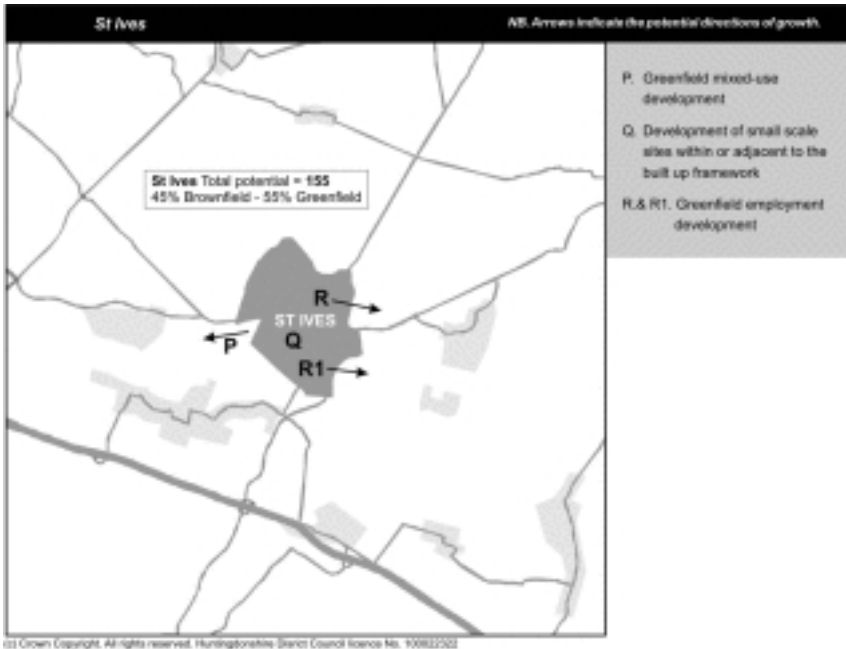 St Ives
NB. Arrows indicate the potential directions of growth.
P. Greenfield mixed-use
development
Q. Development of small scale
sites within or adjacent to the
built up framework
R.& R1. Greenfield employment
development
St Ives Total potential = 155
45% Brownfield - 55% Greenfield
R
ST IVES
P
Q
R1
(c) Crown Copyright. All rights reserved. Huntingdonshire District Council licence No. 100022322